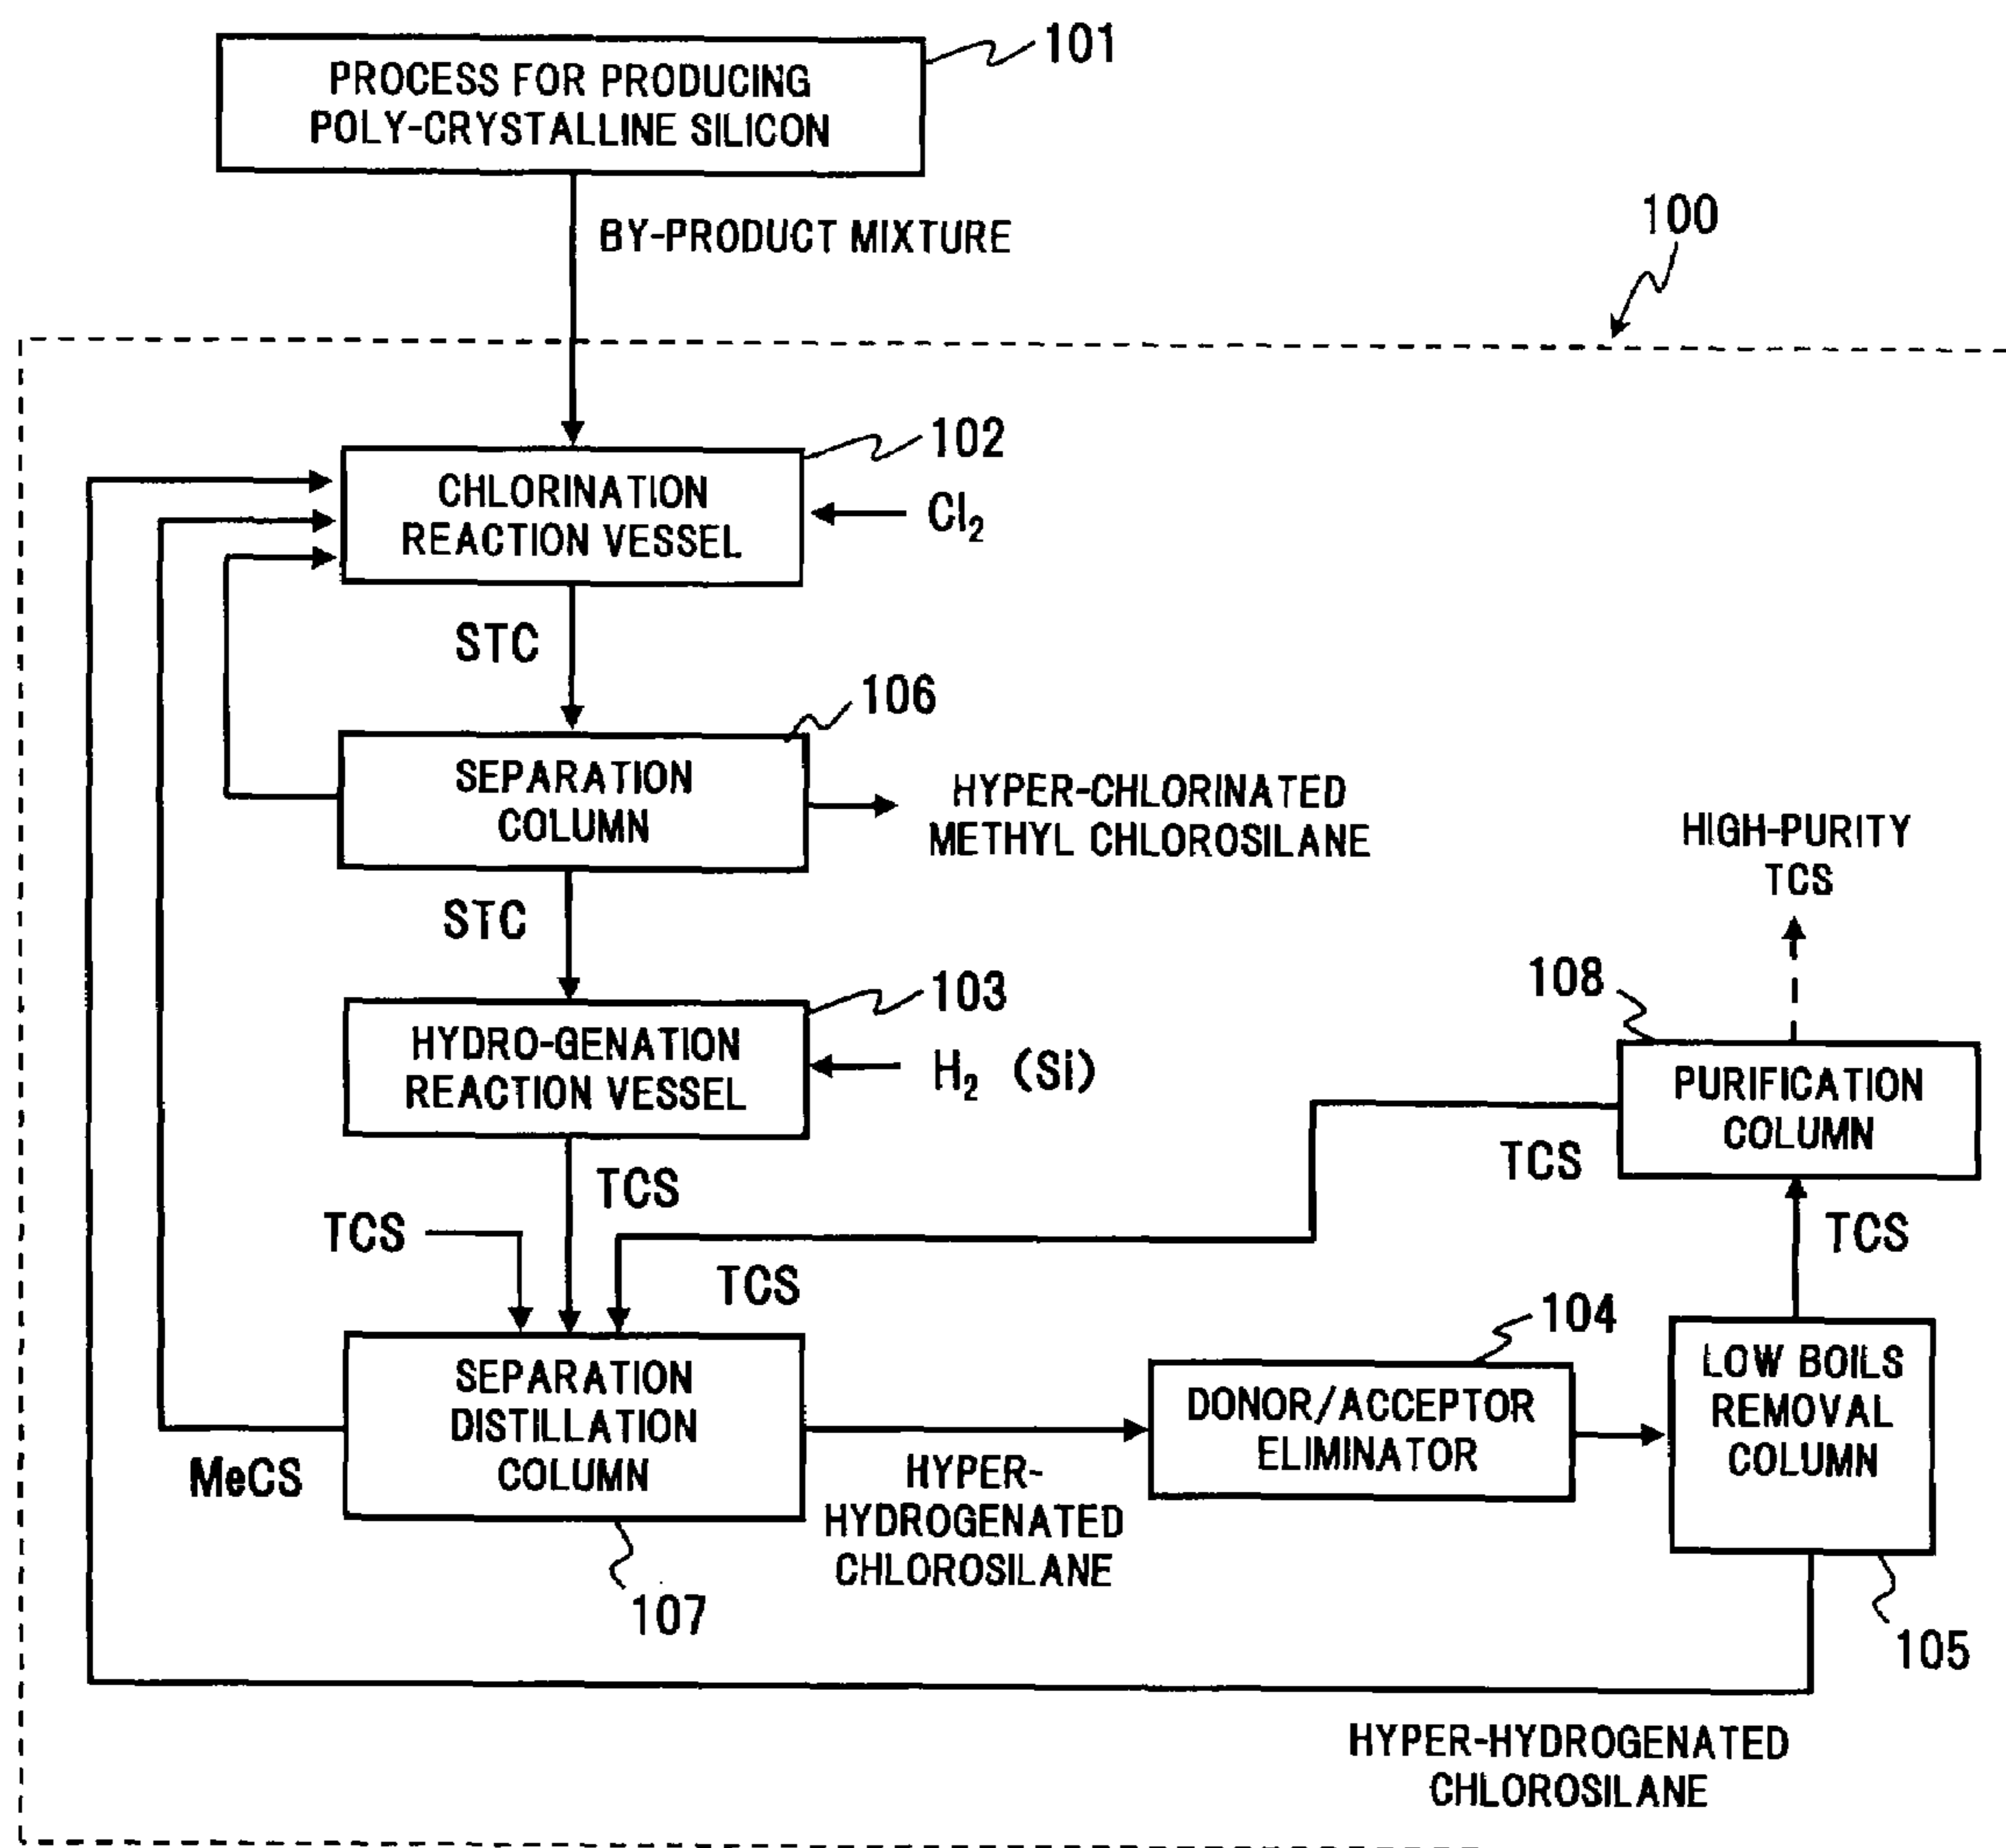 101
PROCESS FOR PRODUCING
POLY-CRYSTALLINE SILICON
BY-PRODUCT MIXTURE
100
102
CHLORINATION
REACTION VESSEL
Cl₂
STC
106
SEPARATION
COLUMN
HYPER-CHLORINATED
METHYL CHLOROSILANE
HIGH-PURITY
TCS
STC
103
HYDRO-GENATION
REACTION VESSEL
H₂ (Si)
108
PURIFICATION
COLUMN
TCS
TCS
TCS
TCS
TCS
104
SEPARATION
DISTILLATION
COLUMN
DONOR/ACCEPTOR
ELIMINATOR
LOW BOILS
REMOVAL
COLUMN
MeCS
HYPER-
HYDROGENATED
CHLOROSILANE
107
105
HYPER-HYDROGENATED
CHLOROSILANE